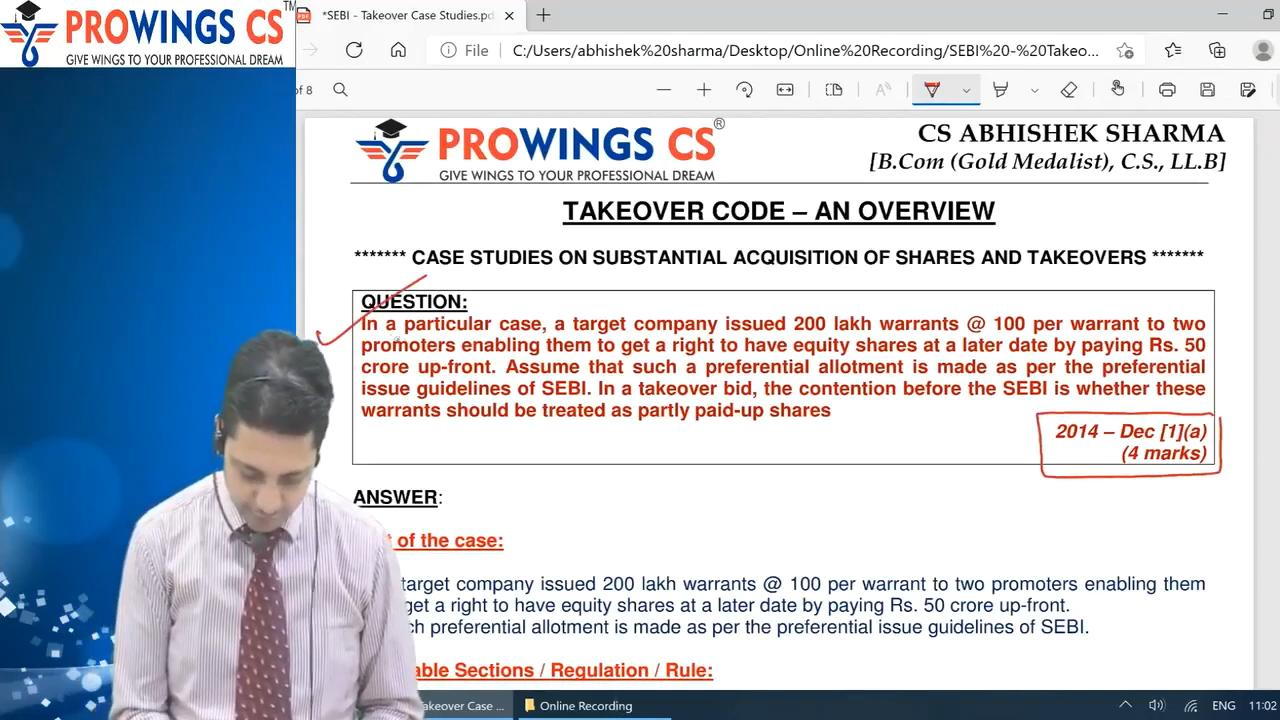 PROWINGS CS TM
GIVE WINGS TO YOUR PROFESSIONAL DREAM
*SEBI - Takeover Case Studies.pd
File
C:/Users/abhishek%20sharma/Desktop/Online%20Recording/SEBI%20-%20Takeo...
of 8
PROWINGS CS ®
GIVE WINGS TO YOUR PROFESSIONAL DREAM
CS ABHISHEK SHARMA
[B.Com (Gold Medalist), C.S., LL.B]
TAKEOVER CODE – AN OVERVIEW
******* CASE STUDIES ON SUBSTANTIAL ACQUISITION OF SHARES AND TAKEOVERS *******
QUESTION:
In a particular case, a target company issued 200 lakh warrants @ 100 per warrant to two
promoters enabling them to get a right to have equity shares at a later date by paying Rs. 50
crore up-front. Assume that such a preferential allotment is made as per the preferential
issue guidelines of SEBI. In a takeover bid, the contention before the SEBI is whether these
warrants should be treated as partly paid-up shares
2014 – Dec [1](a)
(4 marks)
ANSWER:
of the case:
target company issued 200 lakh warrants @ 100 per warrant to two promoters enabling them
get a right to have equity shares at a later date by paying Rs. 50 crore up-front.
ch preferential allotment is made as per the preferential issue guidelines of SEBI.
able Sections / Regulation / Rule:
akeover Case ...
Online Recording
ENG
11:02